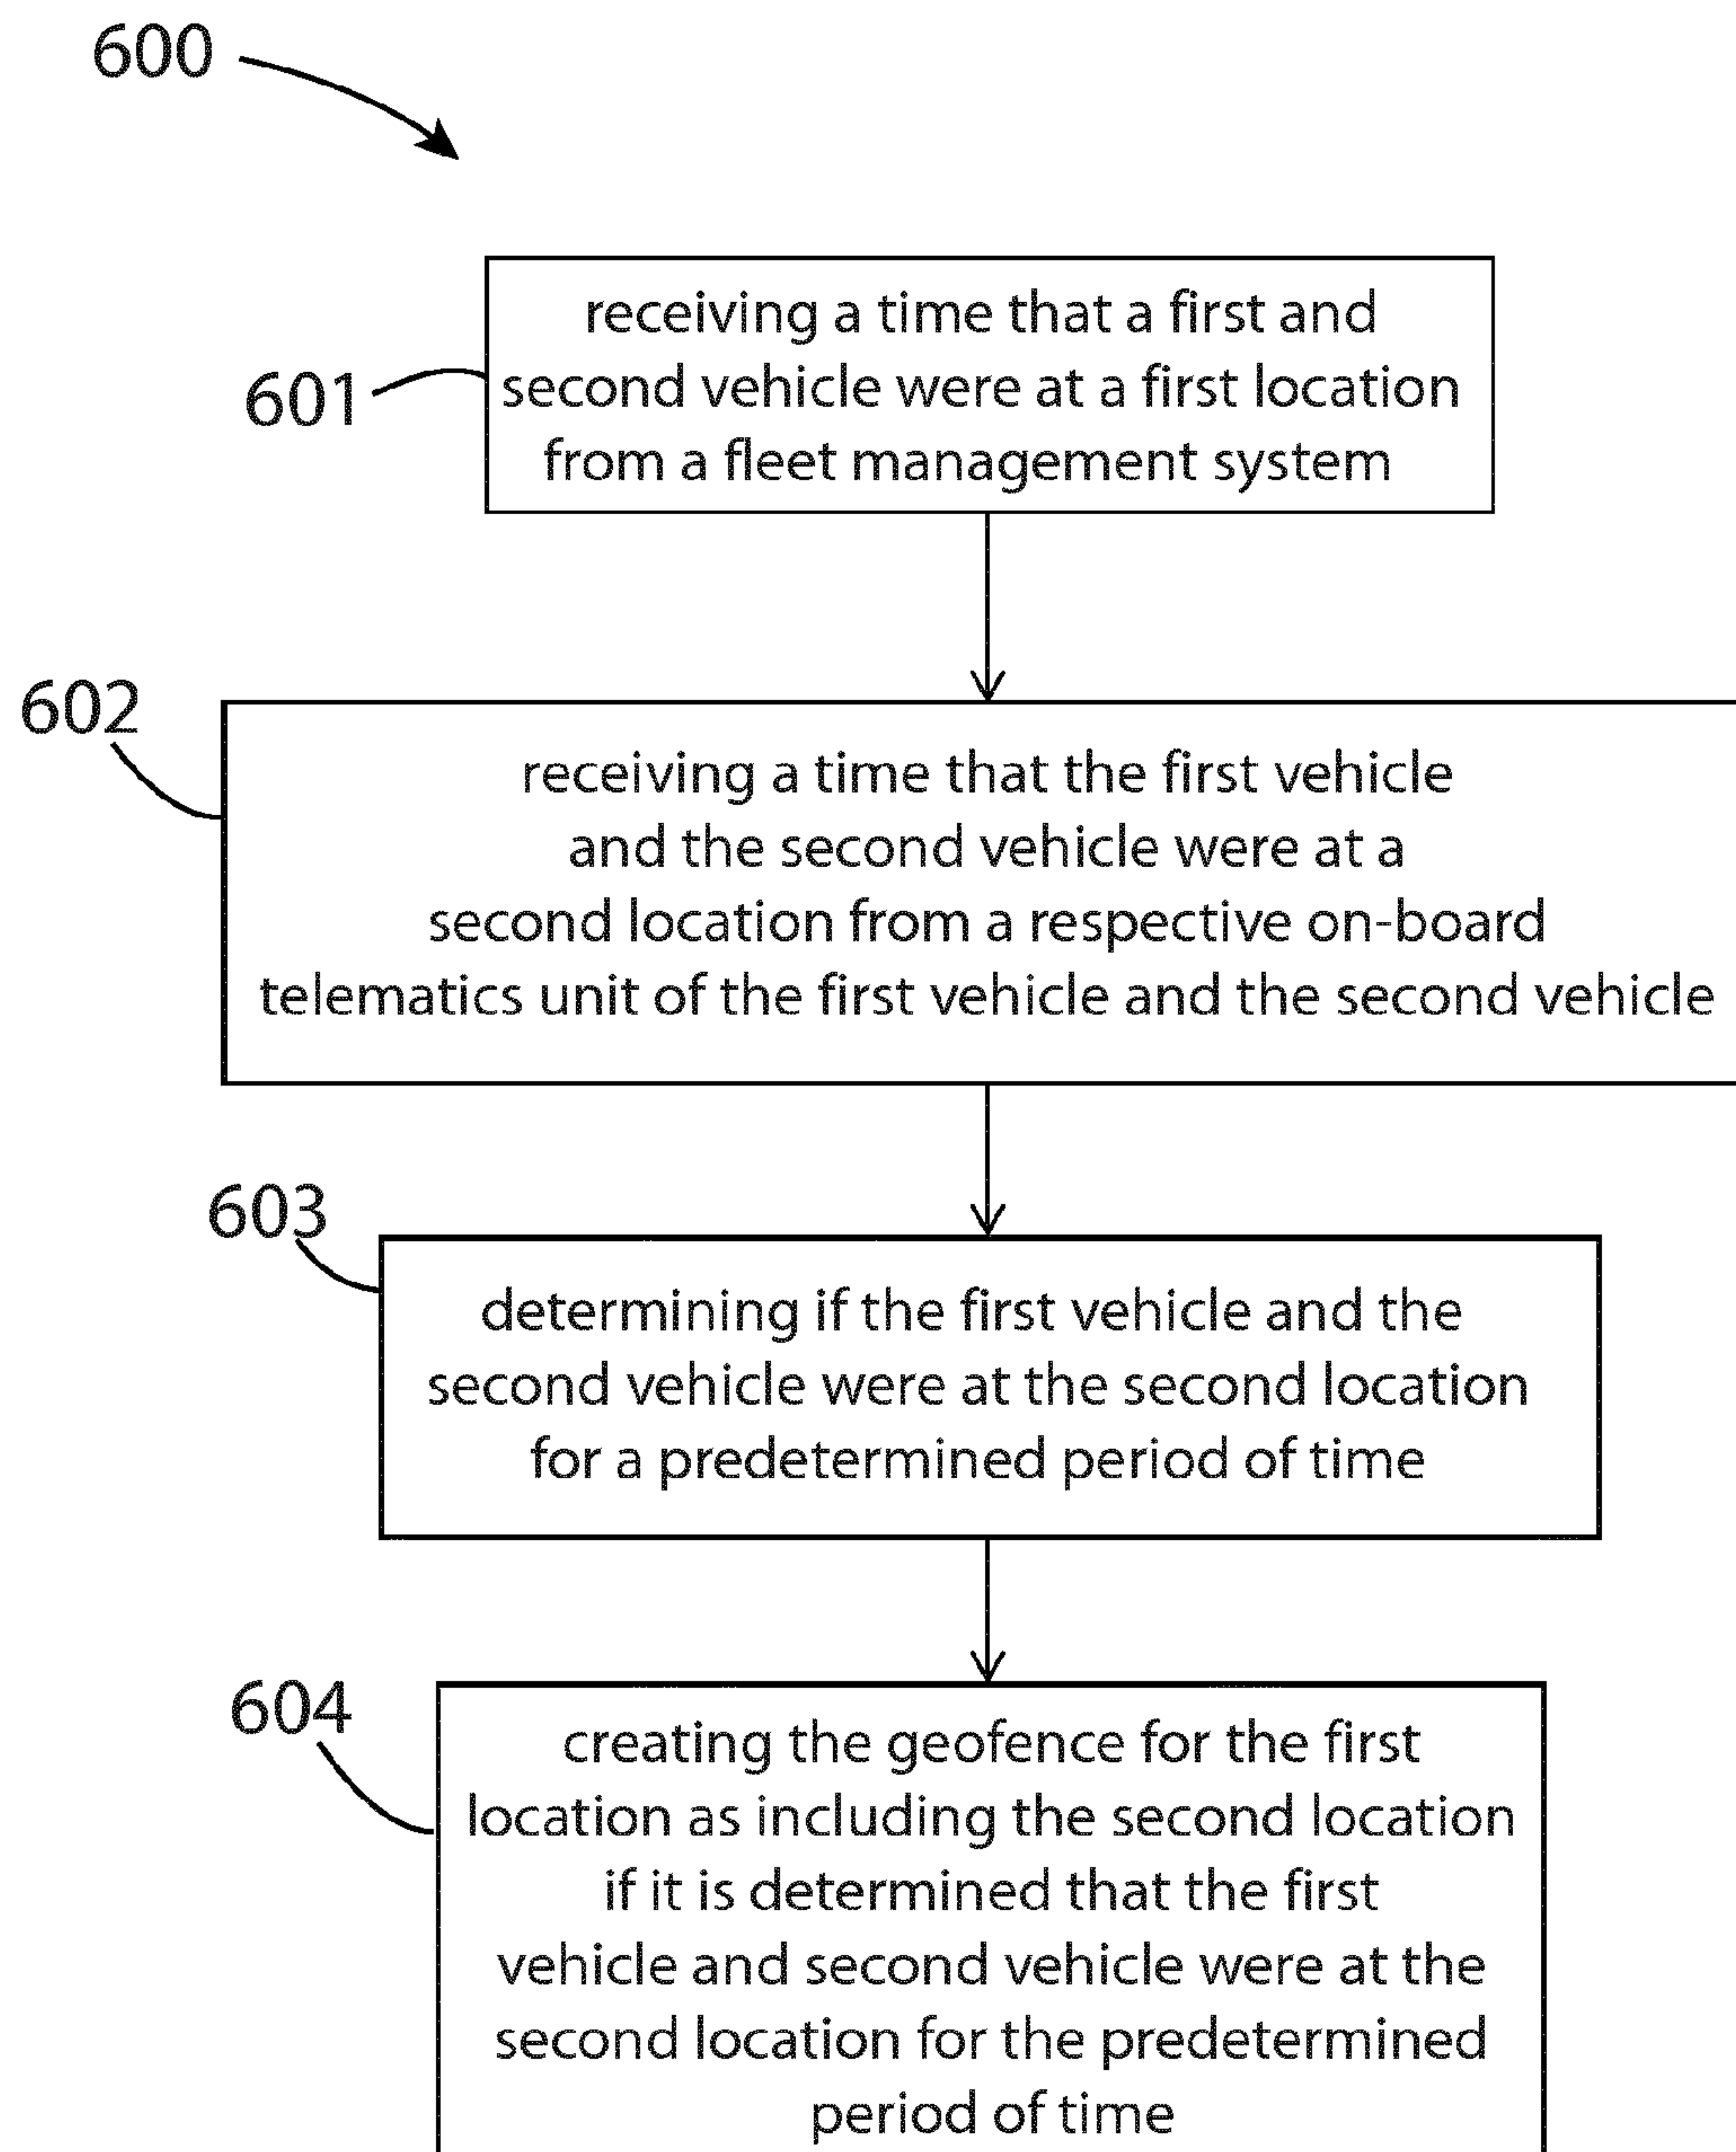 600
601
receiving a time that a first and
second vehicle were at a first location
from a fleet management system
602
receiving a time that the first vehicle
and the second vehicle were at a
second location from a respective on-board
telematics unit of the first vehicle and the second vehicle
603
determining if the first vehicle and the
second vehicle were at the second location
for a predetermined period of time
604
creating the geofence for the first
location as including the second location
if it is determined that the first
vehicle and second vehicle were at the
second location for the predetermined
period of time